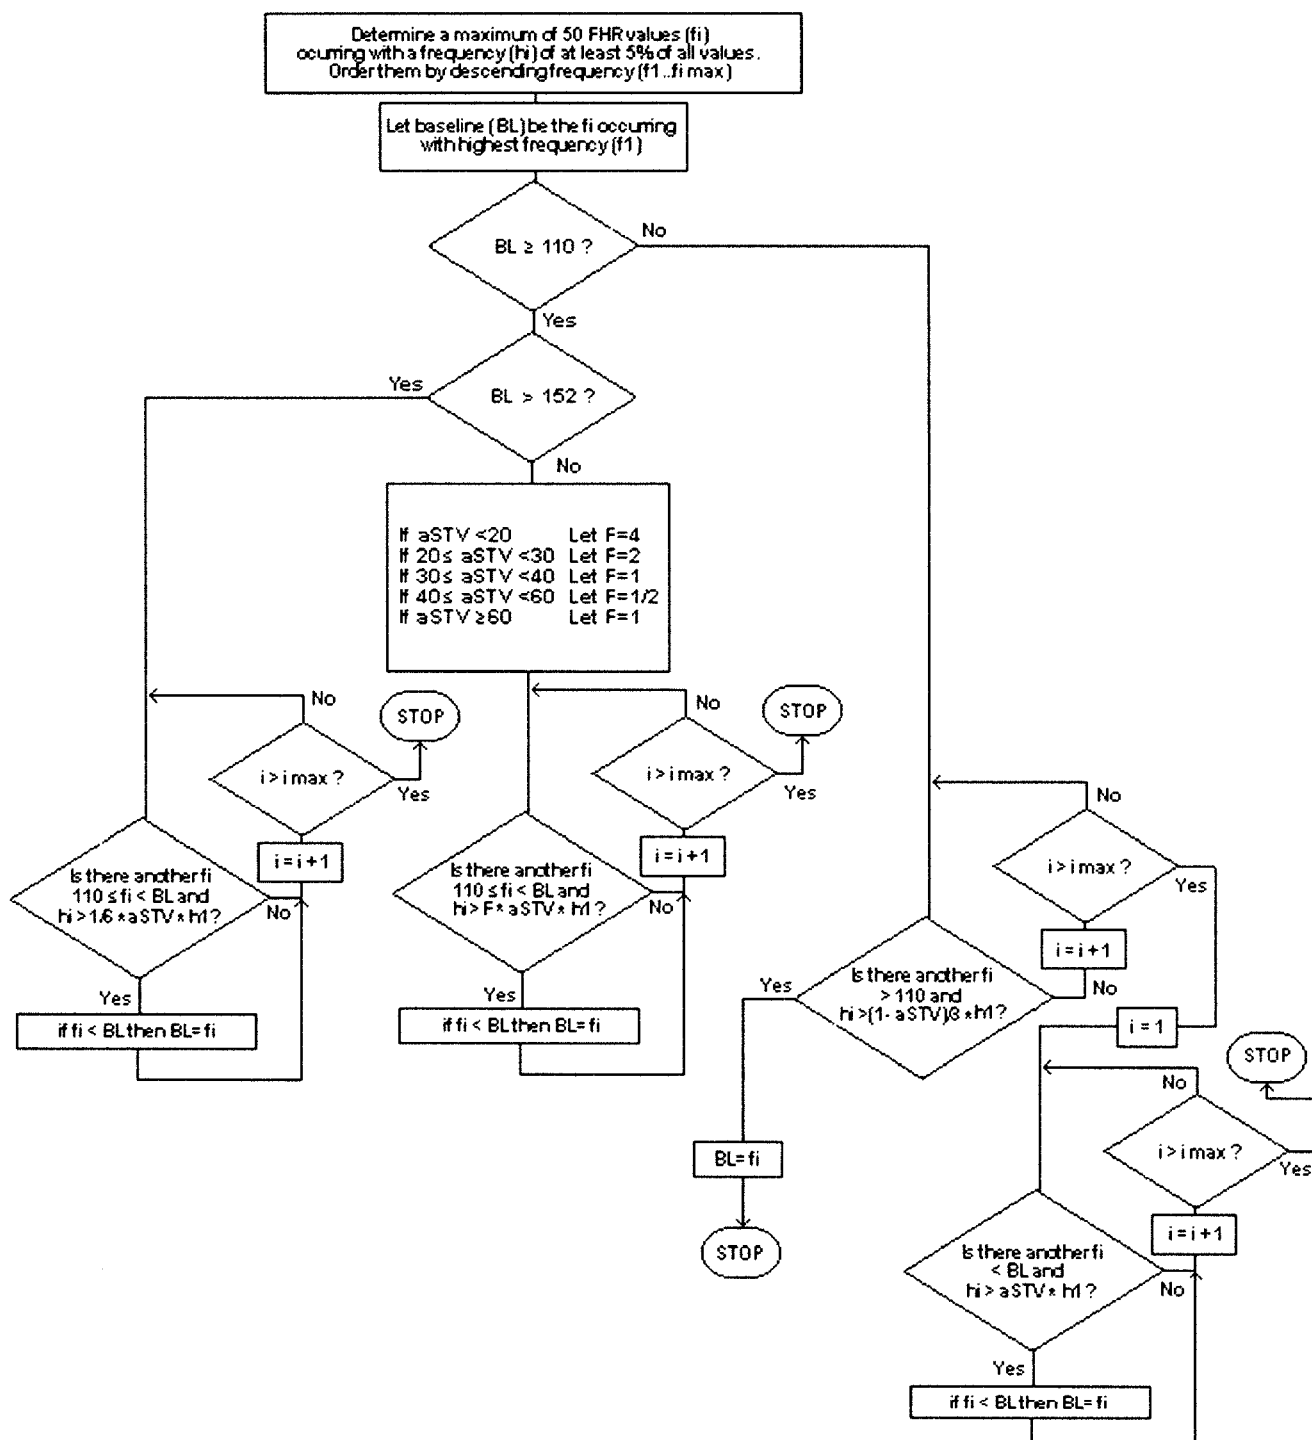 Determine a maximum of 50 FHR values (fi)
ocurring with a frequency (hi) of at least 5% of all values.
Order them by descending frequency (f1..fi max)
Let baseline (BL) be the fi occurring
with highest frequency (f1)
No
BL ≥ 110 ?
Yes
Yes
BL > 152 ?
No
If aSTV <20 Let F=4
If 20≤ aSTV <30 Let F=2
If 30≤ aSTV <40 Let F=1
If 40≤ aSTV <60 Let F=1/2
If aSTV ≥60 Let F=1
No
STOP
i > i max ?
Yes
i = i + 1
Is there another fi
110 ≤ fi < BL and
hi > 1.6 * aSTV * h1?
No
Yes
if fi < BL then BL= fi
No
STOP
i > i max ?
Yes
i = i + 1
Is there another fi
110 ≤ fi < BL and
hi > F * aSTV * h1?
No
Yes
if fi < BL then BL= fi
No
i > i max ?
Yes
i = i + 1
Is there another fi
> 110 and
hi >(1- aSTV)/3 * h1?
Yes
No
i = 1
BL= fi
STOP
No
STOP
i > i max ?
Yes
i = i + 1
Is there another fi
< BL and
hi > aSTV * h1?
No
Yes
if fi < BL then BL= fi